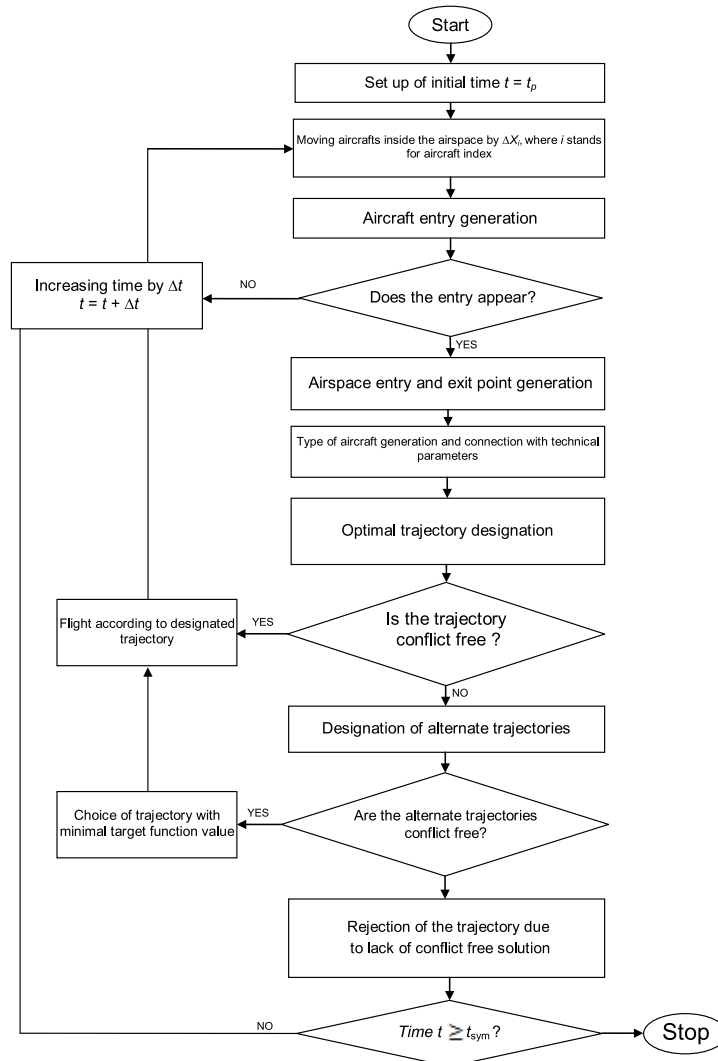 Start
Set up of initial time t = tp
Moving aircrafts inside the airspace by ΔXi, where i stands
for aircraft index
Aircraft entry generation
Increasing time by Δt
t = t + Δt
NO
Does the entry appear?
YES
Airspace entry and exit point generation
Type of aircraft generation and connection with technical
parameters
Optimal trajectory designation
Flight according to designated
trajectory
YES
Is the trajectory
conflict free ?
NO
Designation of alternate trajectories
Choice of trajectory with
minimal target function value
YES
Are the alternate trajectories
conflict free?
Rejection of the trajectory due
to lack of conflict free solution
NO
Time t ≥ tsym?
Stop